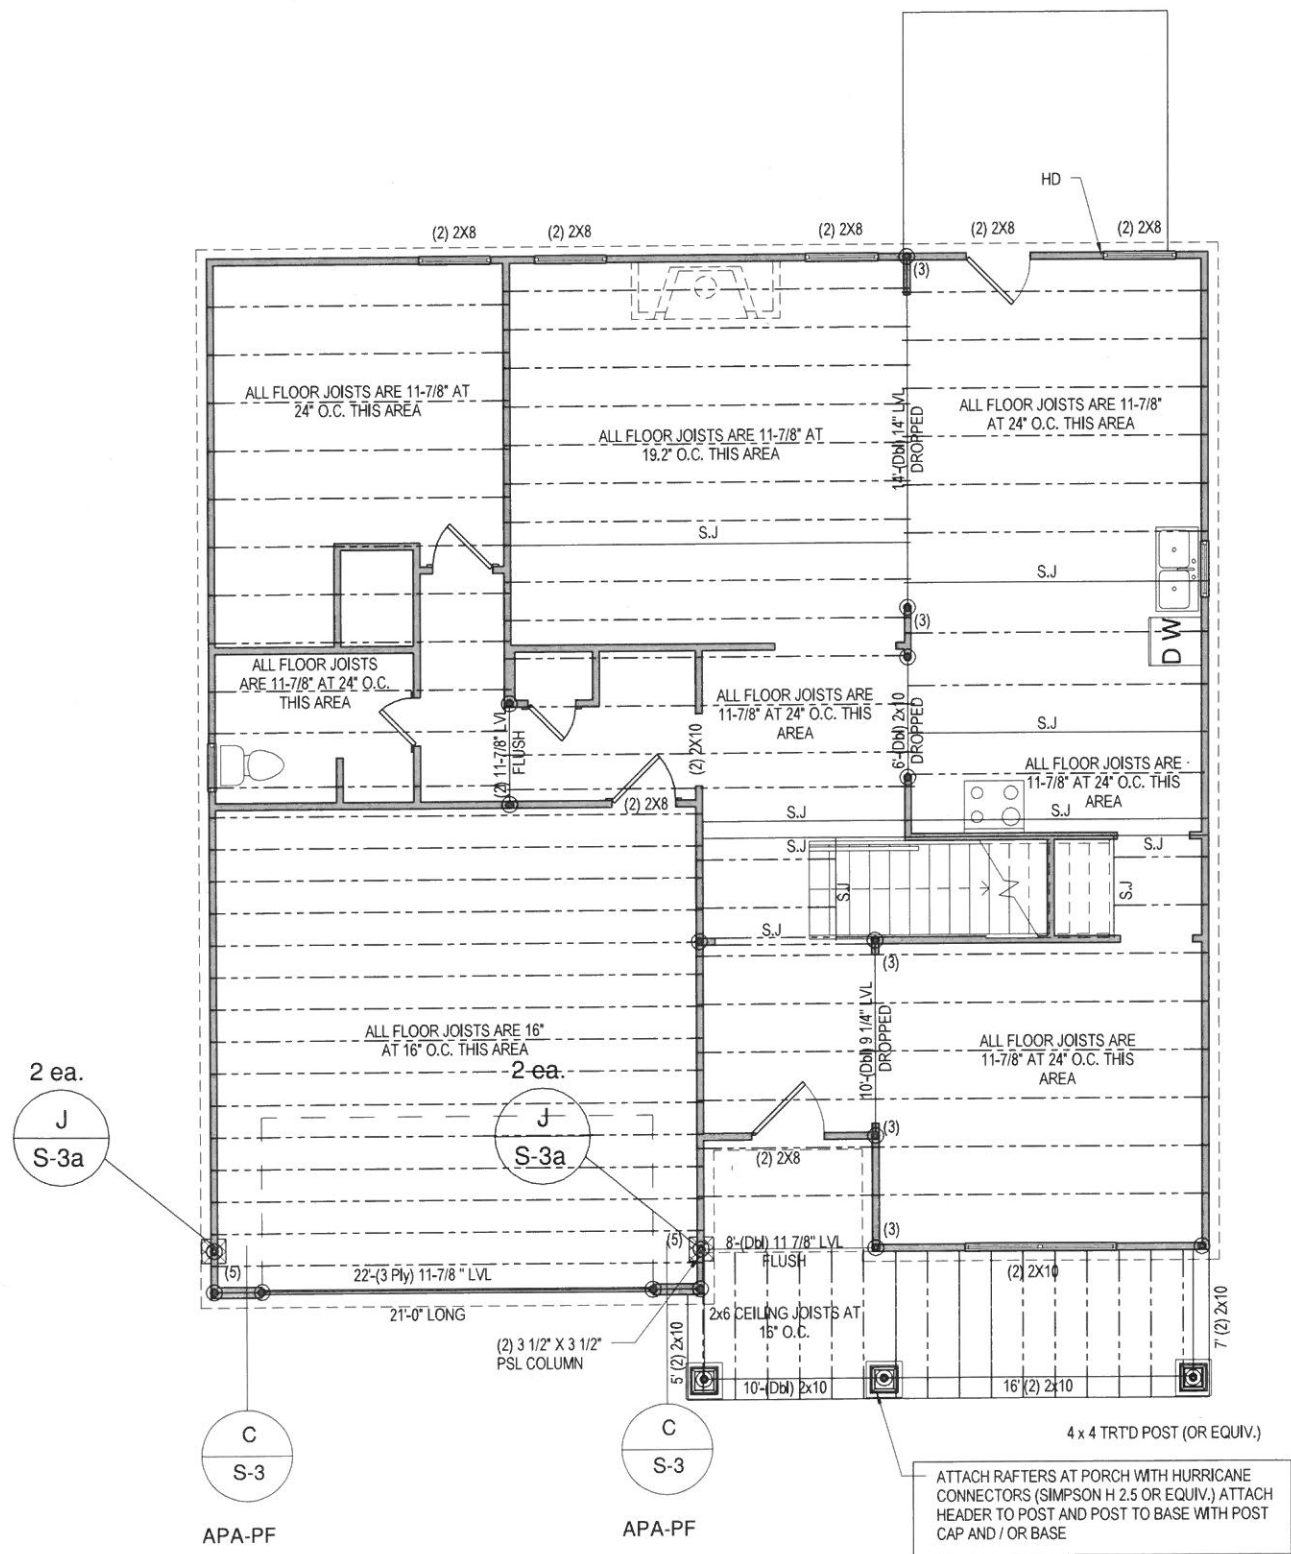 HD
(2) 2X8
(2) 2X8
(2) 2X8
(2) 2X8
(2) 2X8
(3)
ALL FLOOR JOISTS ARE 11-7/8" AT
24" O.C. THIS AREA
ALL FLOOR JOISTS ARE 11-7/8" AT
19.2" O.C. THIS AREA
14'-(Dbl) 14" LVL
DROPPED
ALL FLOOR JOISTS ARE 11-7/8"
AT 24" O.C. THIS AREA
S.J
S.J
(3)
D W
ALL FLOOR JOISTS
ARE 11-7/8" AT 24" O.C.
THIS AREA
(2) 11-7/8" LVL
FLUSH
(2) 2X10
ALL FLOOR JOISTS ARE
11-7/8" AT 24" O.C. THIS
AREA
6'-(Dbl) 2x10
DROPPED
S.J
ALL FLOOR JOISTS ARE
11-7/8" AT 24" O.C. THIS
AREA
(2) 2X8
S.J
S.J
S.J
S.J
S.J
S.J
S.J
(3)
10'-(Dbl) 9 1/4" LVL
DROPPED
ALL FLOOR JOISTS ARE 16"
AT 16" O.C. THIS AREA
ALL FLOOR JOISTS ARE
11-7/8" AT 24" O.C. THIS
AREA
2 ea.
J
S-3a
2 ea.
J
S-3a
(3)
(2) 2X8
(3)
(5)
(5)
8'-(Dbl) 11 7/8" LVL
FLUSH
22'-(3 Ply) 11-7/8 " LVL
21'-0" LONG
(2) 2X10
2x6 CEILING JOISTS AT
16" O.C.
(2) 3 1/2" X 3 1/2"
PSL COLUMN
5' (2) 2x10
7' (2) 2x10
10'-(Dbl) 2x10
16' (2) 2x10
C
S-3
APA-PF
C
S-3
APA-PF
4 x 4 TRT'D POST (OR EQUIV.)
ATTACH RAFTERS AT PORCH WITH HURRICANE
CONNECTORS (SIMPSON H 2.5 OR EQUIV.) ATTACH
HEADER TO POST AND POST TO BASE WITH POST
CAP AND / OR BASE